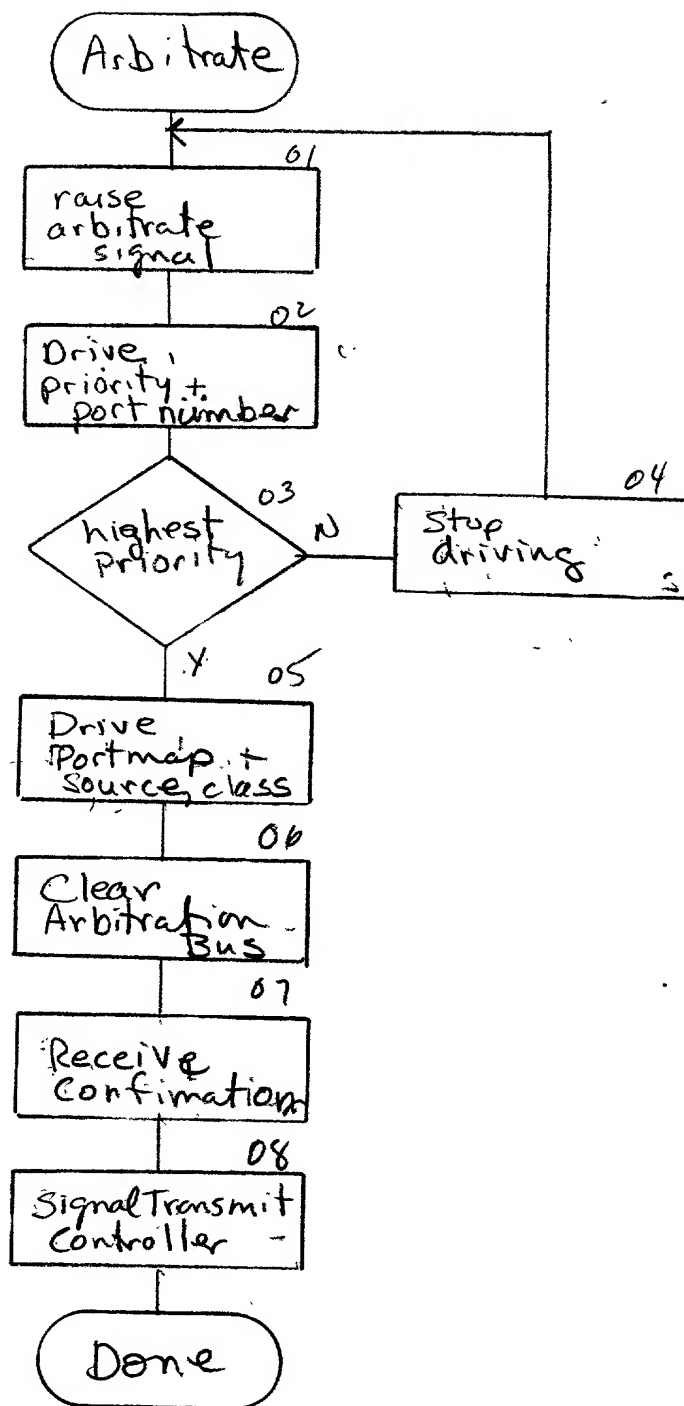 Arbitrate
01
raise
arbitrate
signal
02
Drive
priority +
port number
03
highest
priority
N
04
Stop
driving
Y
05
Drive
Portmap +
source class
06
Clear
Arbitration
Bus
07
Receive
Confimation
08
Signal Transmit
Controller
Done